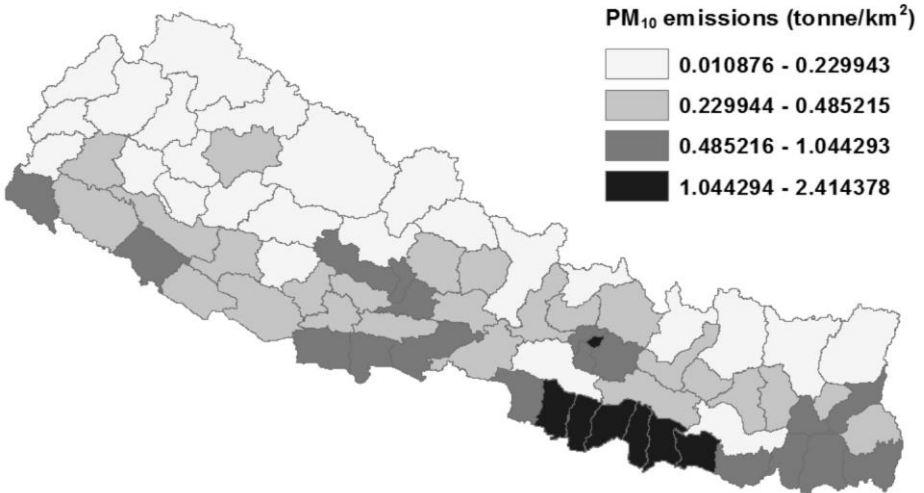 PM₁₀ emissions (tonne/km²)
0.010876 - 0.229943
0.229944 - 0.485215
0.485216 - 1.044293
1.044294 - 2.414378